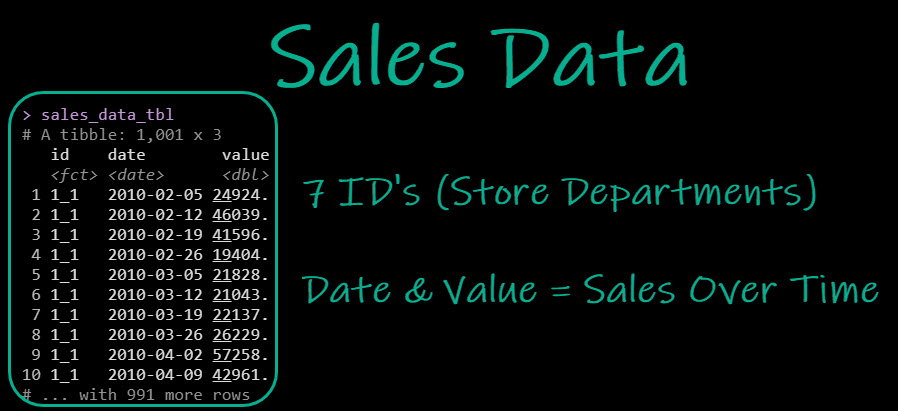 Sales Data
> sales_data_tbl
# A tibble: 1,001 x 3
id date value
<fct> <date> <dbl>
1 1_1 2010-02-05 24924.
2 1_1 2010-02-12 46039.
3 1_1 2010-02-19 41596.
4 1_1 2010-02-26 19404.
5 1_1 2010-03-05 21828.
6 1_1 2010-03-12 21043.
7 1_1 2010-03-19 22137.
8 1_1 2010-03-26 26229.
9 1_1 2010-04-02 57258.
10 1_1 2010-04-09 42961.
# ... with 991 more rows
7 ID's (Store Departments)
Date & Value = Sales Over Time